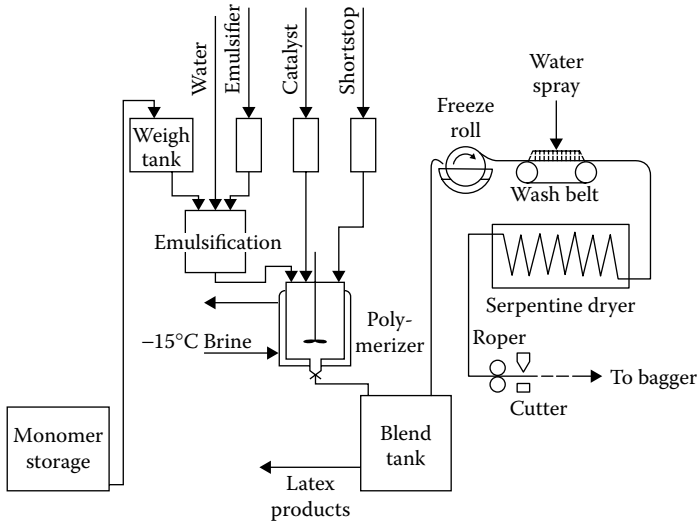 Water
Emulsifier
Catalyst
Shortstop
Water
spray
Freeze
roll
Weigh
tank
Wash belt
Emulsification
Serpentine dryer
Poly-
merizer
−15°C Brine
Roper
To bagger
Cutter
Monomer
storage
Blend
tank
Latex
products